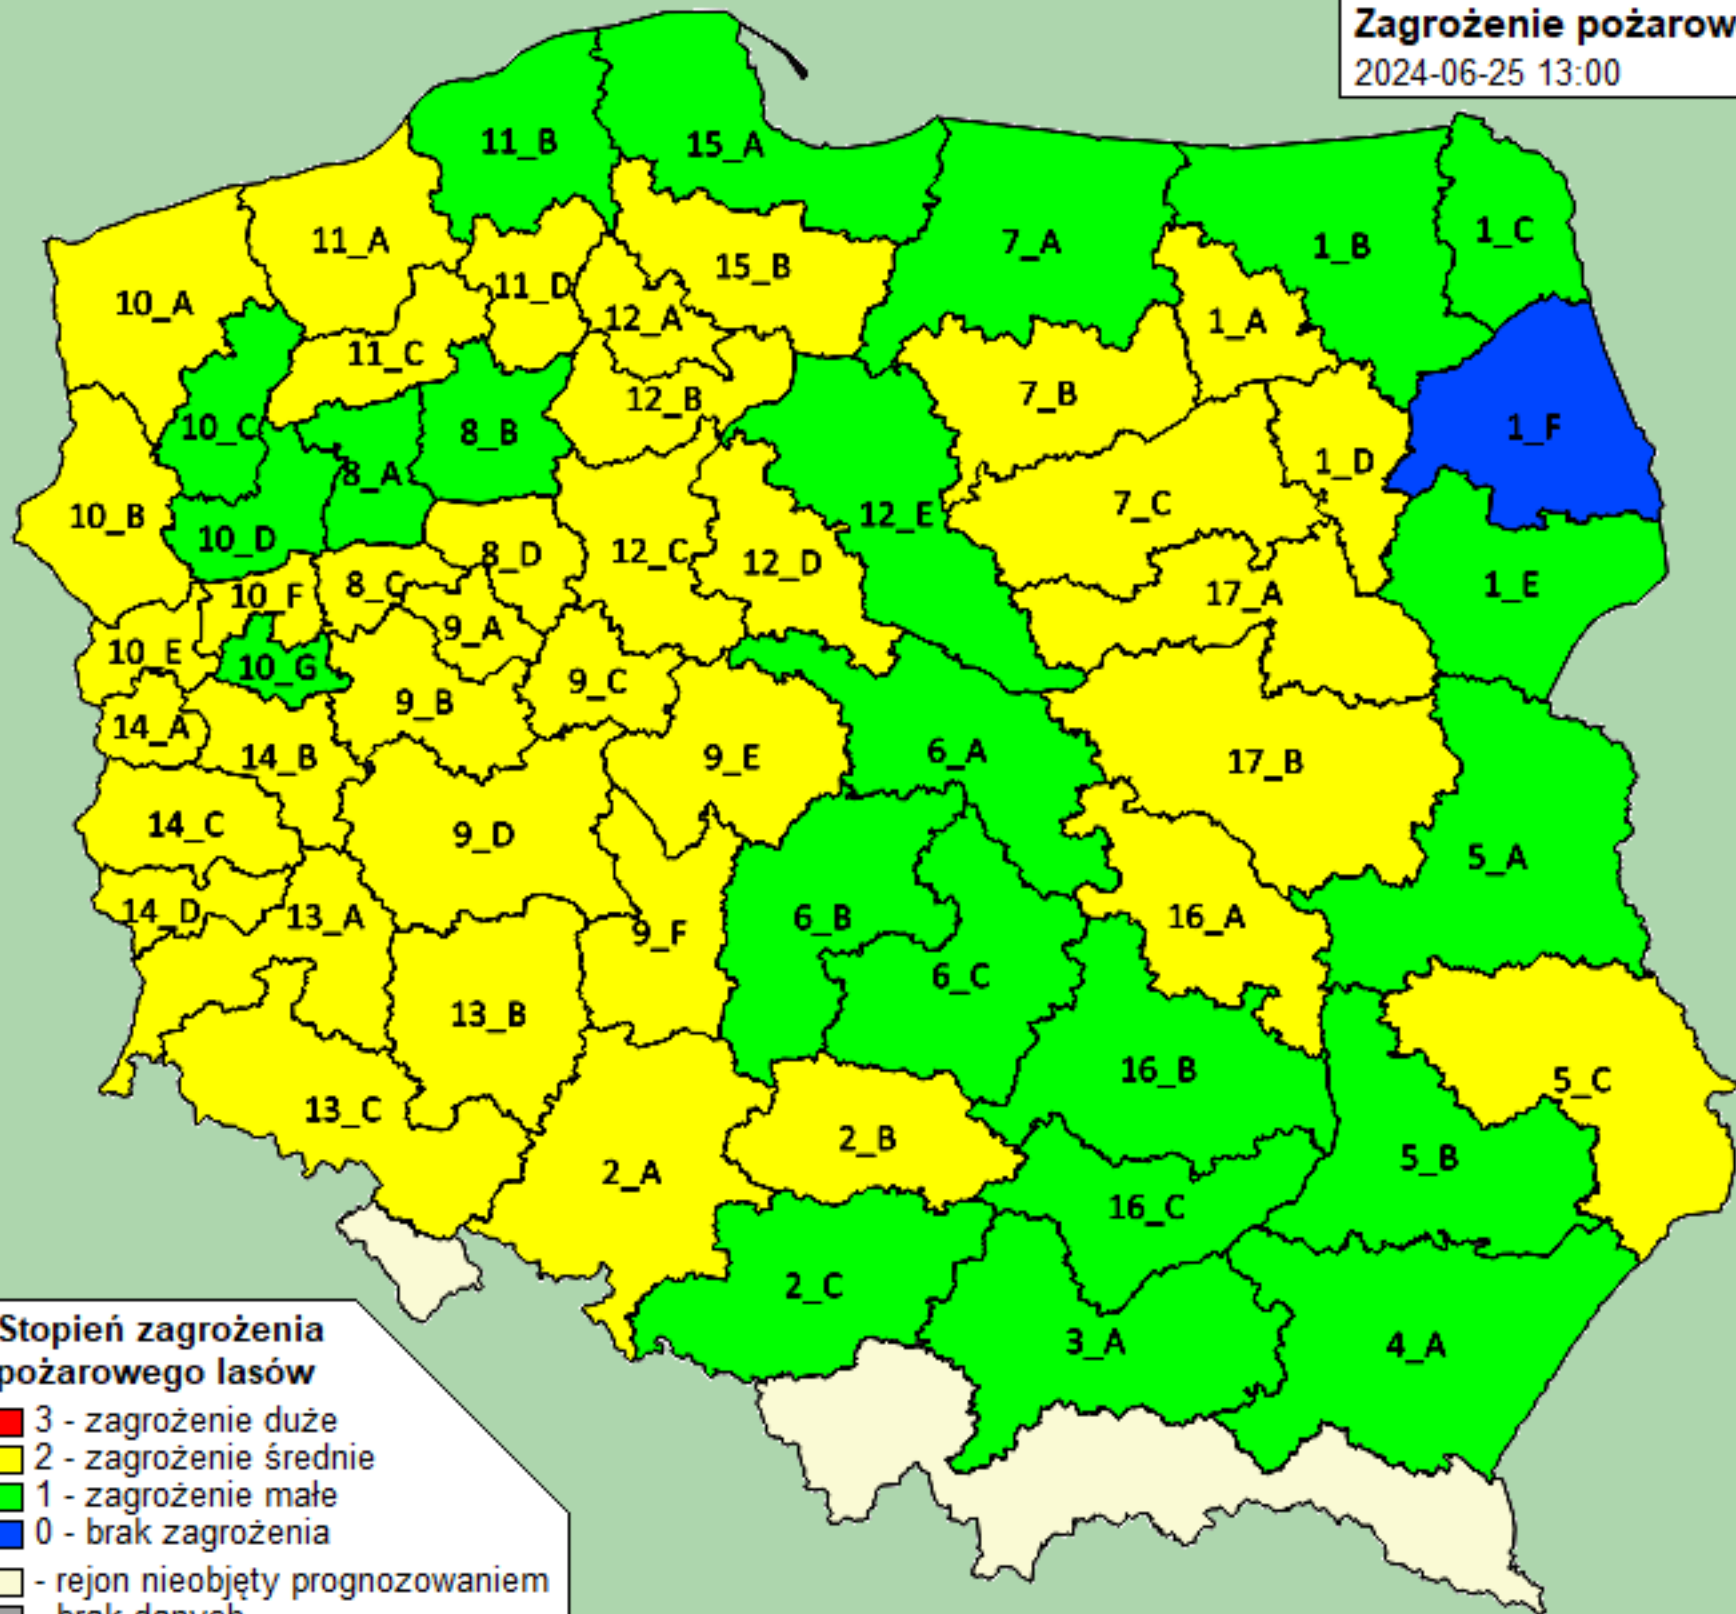 Zagrożenie pożarow
2024-06-25 13:00
11_B
15_A
11_A
7_A
1_B
1_C
15_B
11_D
10_A
12_A
1_A
11_C
7_B
12_B
10_C
8_B
1_F
8_A
1_D
10_B
7_C
12_E
10_D
12_C
8_D
12_D
8_C
1_E
10_F
17_A
9_A
10_E
10_G
9_C
9_B
14_A
6_A
14_B
9_E
17_B
14_C
9_D
5_A
14_D
13_A
6_B
16_A
9_F
6_C
13_B
16_B
5_C
13_C
2_B
5_B
2_A
16_C
2_C
3_A
4_A
Stopień zagrożenia
pożarowego lasów
3 - zagrożenie duże
2 - zagrożenie średnie
1 - zagrożenie małe
0 - brak zagrożenia
- rejon nieobjęty prognozowaniem
brak danych